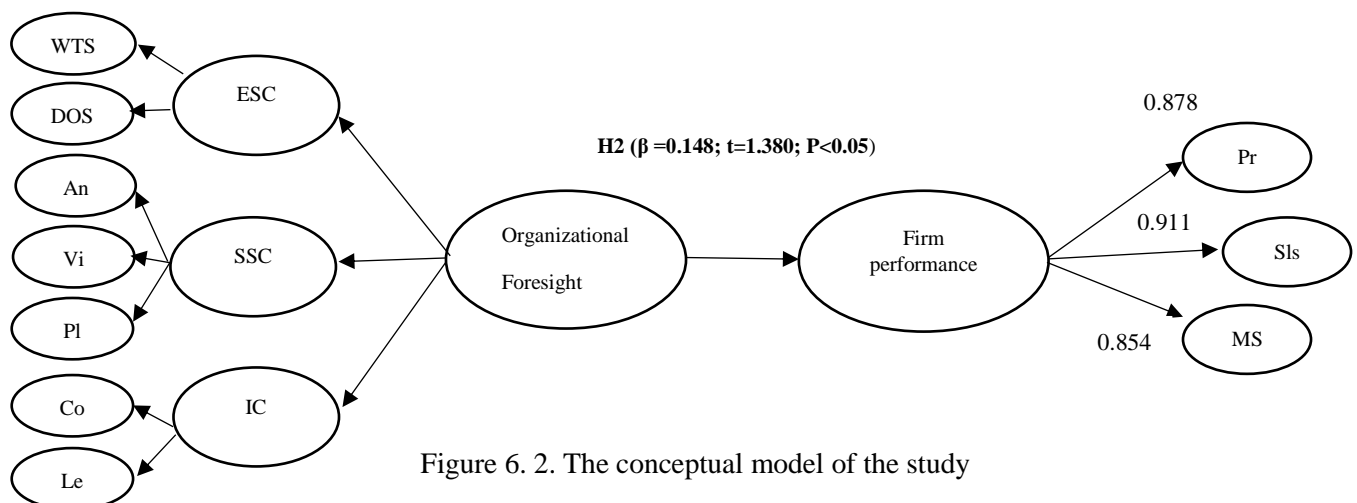 WTS
ESC
DOS
An
Vi
SSC
Pl
Co
IC
Le
Organizational
Foresight
H2 (β =0.148; t=1.380; P<0.05)
Firm
performance
0.878
Pr
0.911
Sls
0.854
MS
Figure 6. 2. The conceptual model of the study